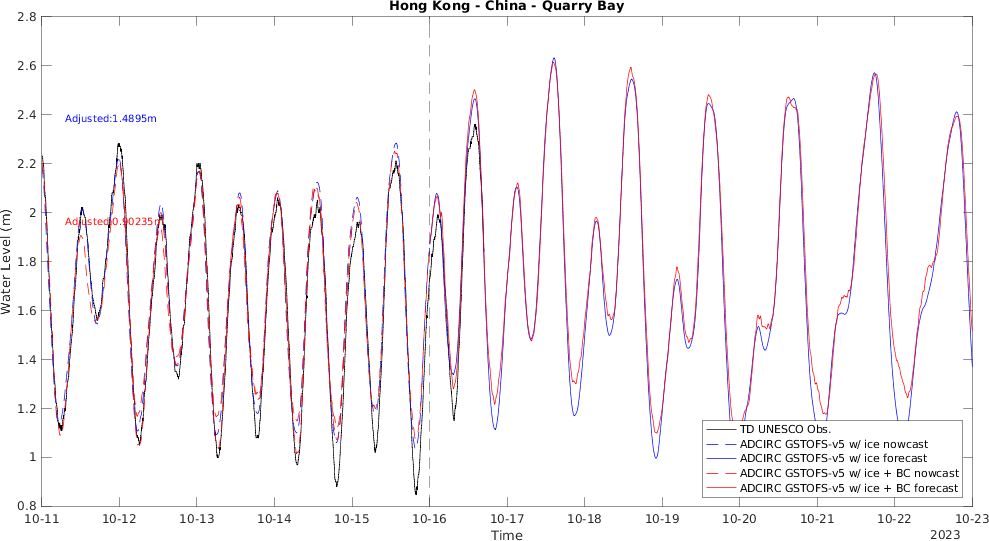 Hong Kong - China - Quarry Bay
Water Level (m)
2.8
2.6
2.4
2.2
2
1.8
1.6
1.4
1.2
1
0.8
Adjusted:1.4895m
Adjusted:0.90235m
TD UNESCO Obs.
ADCIRC GSTOFS-v5 w/ ice nowcast
ADCIRC GSTOFS-v5 w/ ice forecast
ADCIRC GSTOFS-v5 w/ ice + BC nowcast
ADCIRC GSTOFS-v5 w/ ice + BC forecast
10-11 10-12 10-13 10-14 10-15 10-16 10-17 10-18 10-19 10-20 10-21 10-22 10-23
Time
2023